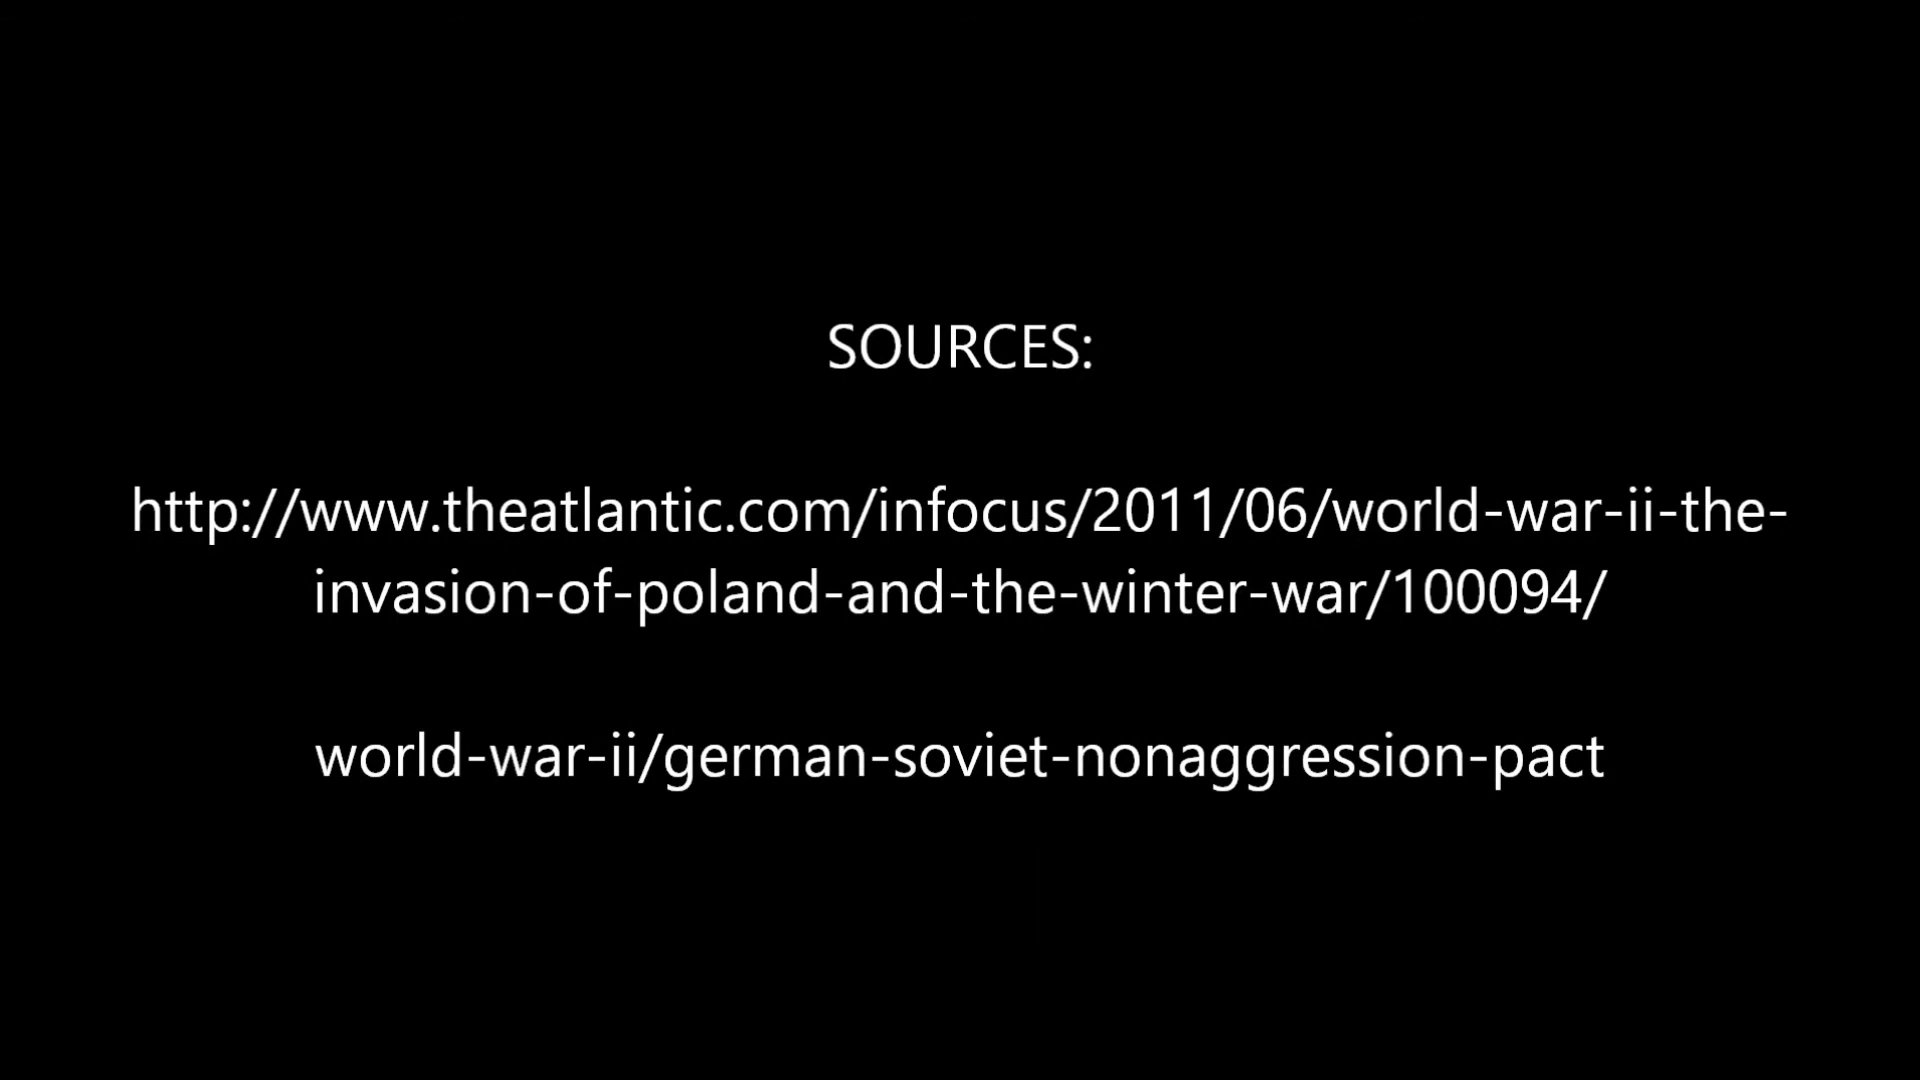 SOURCES:
http://www.theatlantic.com/infocus/2011/06/world-war-ii-the-
invasion-of-poland-and-the-winter-war/100094/
world-war-ii/german-soviet-nonaggression-pact